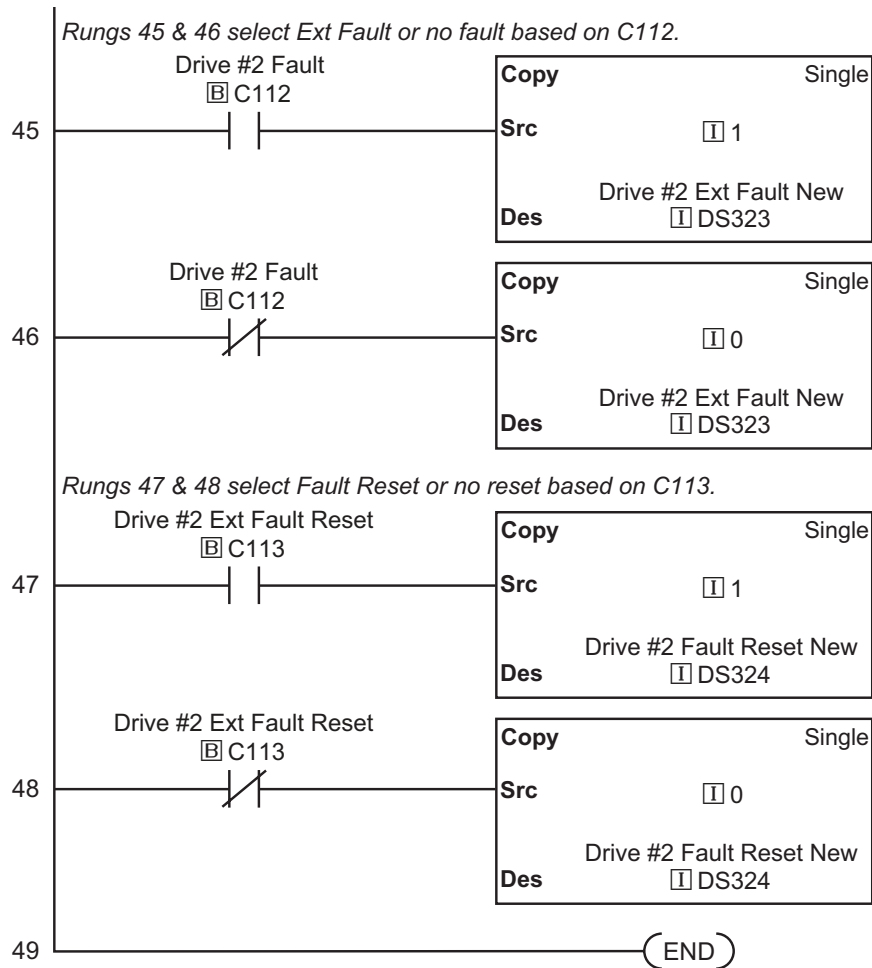 Rungs 45 & 46 select Ext Fault or no fault based on C112.
Drive #2 Fault
B C112
45
Copy Single
Src I 1
Drive #2 Ext Fault New
Des I DS323
Drive #2 Fault
B C112
46
Copy Single
Src I 0
Drive #2 Ext Fault New
Des I DS323
Rungs 47 & 48 select Fault Reset or no reset based on C113.
Drive #2 Ext Fault Reset
B C113
47
Copy Single
Src I 1
Drive #2 Fault Reset New
Des I DS324
Drive #2 Ext Fault Reset
B C113
48
Copy Single
Src I 0
Drive #2 Fault Reset New
Des I DS324
49
END